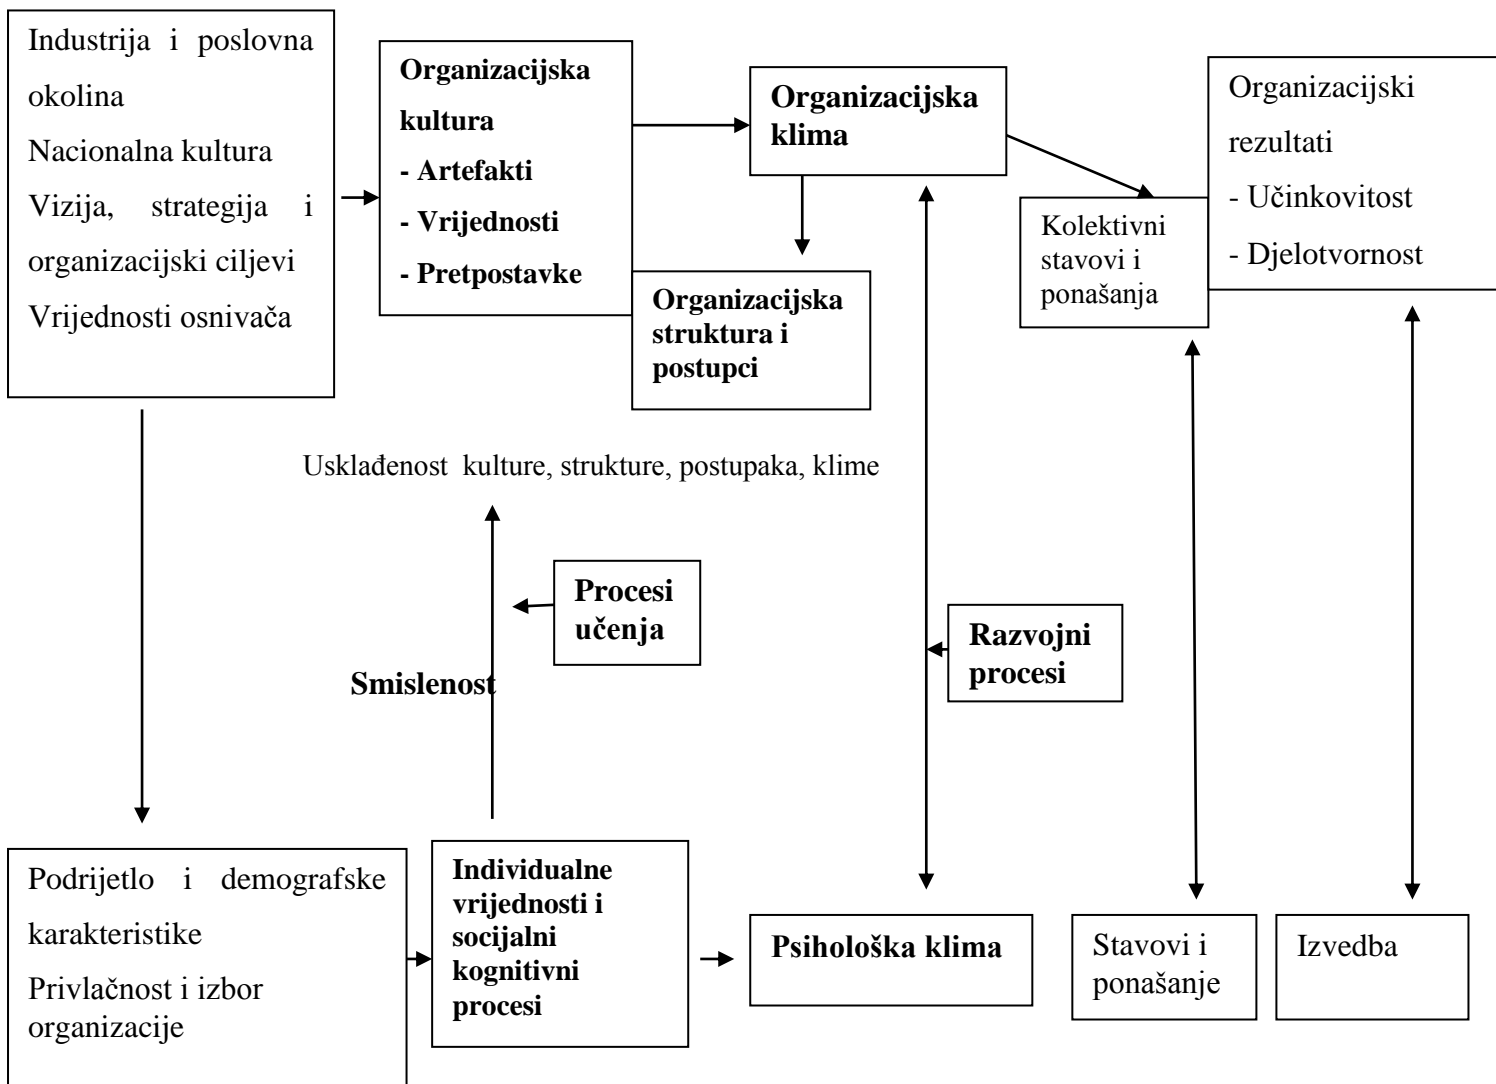 Industrija i poslovna
okolina
Nacionalna kultura
Vizija, strategija i
organizacijski ciljevi
Vrijednosti osnivača
Organizacijska
kultura
- Artefakti
- Vrijednosti
- Pretpostavke
Organizacijska
klima
Organizacijska
struktura i
postupci
Kolektivni
stavovi i
ponašanja
Organizacijski
rezultati
- Učinkovitost
- Djelotvornost
Usklađenost kulture, strukture, postupaka, klime
Procesi
učenja
Smislenost
Razvojni
procesi
Podrijetlo i demografske
karakteristike
Privlačnost i izbor
organizacije
Individualne
vrijednosti i
socijalni
kognitivni
procesi
Psihološka klima
Stavovi i
ponašanje
Izvedba